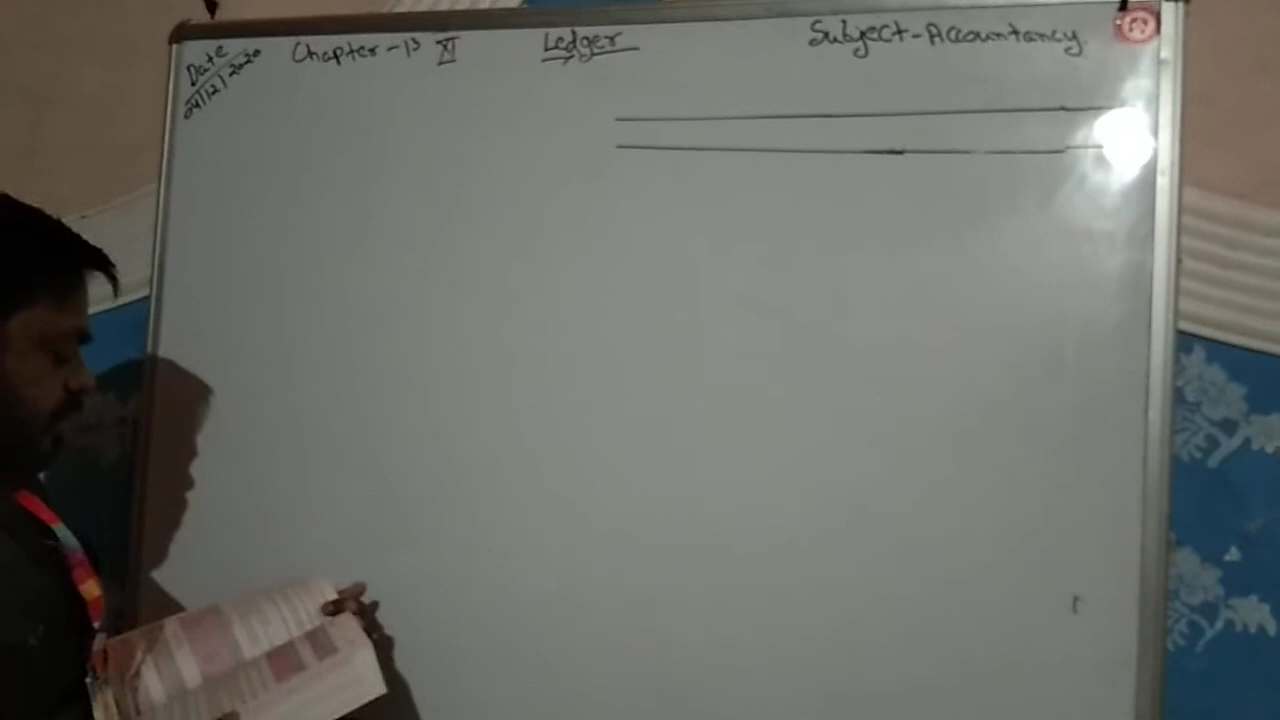 Date
24/12/2020
Chapter-13 XI
Ledger
Subject-Accountancy